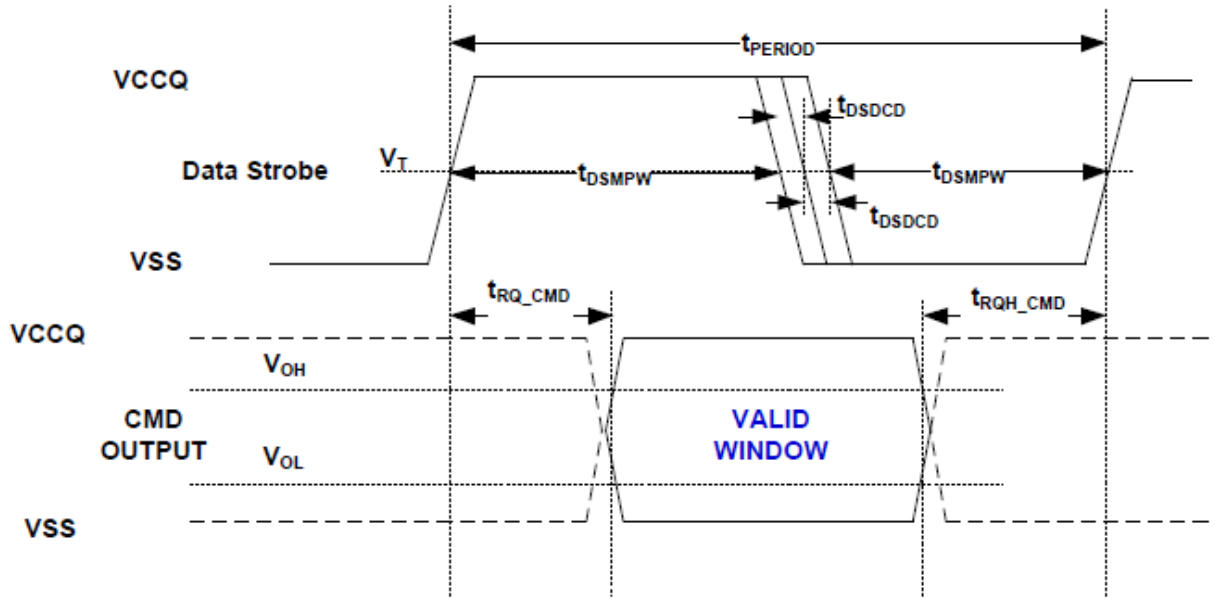 tPERIOD
VCCQ
tDSDCD
VT
Data Strobe
tDSMPW
tDSMPW
tDSDCD
VSS
tRQ_CMD
tRQH_CMD
VCCQ
VOH
CMD
OUTPUT
VALID
WINDOW
VOL
VSS